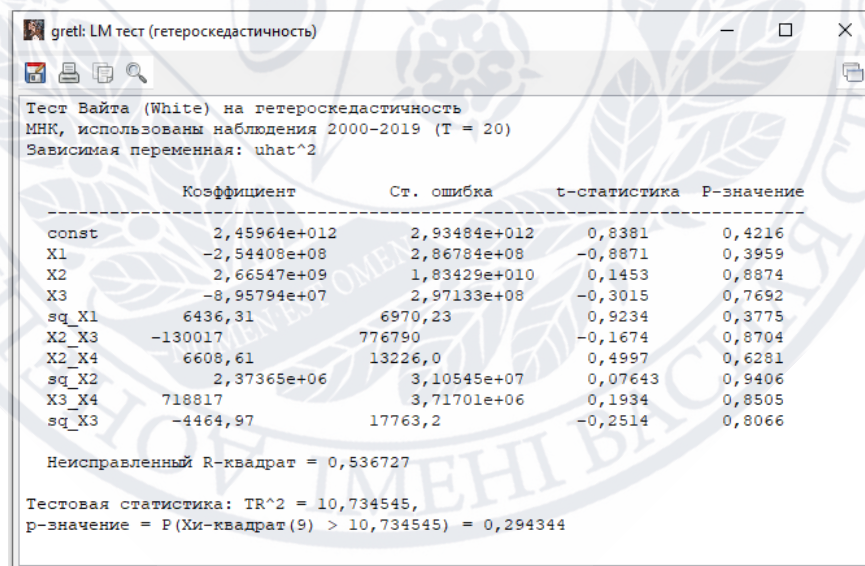 gretl: LM тест (гетероскедастичность)
Тест Вайта (White) на гетероскедастичность
МНК, использованы наблюдения 2000-2019 (T = 20)
Зависимая переменная: uhat^2
Коэффициент Ст. ошибка t-статистика P-значение
const 2,45964e+012 2,93484e+012 0,8381 0,4216
X1 −2,54408e+08 2,86784e+08 −0,8871 0,3959
X2 2,66547e+09 1,83429e+010 0,1453 0,8874
X3 −8,95794e+07 2,97133e+08 −0,3015 0,7692
sq_X1 6436,31 6970,23 0,9234 0,3775
X2_X3 −130017 776790 −0,1674 0,8704
X2_X4 6608,61 13226,0 0,4997 0,6281
sq_X2 2,37365e+06 3,10545e+07 0,07643 0,9406
X3_X4 718817 3,71701e+06 0,1934 0,8505
sq_X3 −4464,97 17763,2 −0,2514 0,8066
Неисправленный R-квадрат = 0,536727
Тестовая статистика: TR^2 = 10,734545,
p-значение = P(Хи-квадрат(9) > 10,734545) = 0,294344